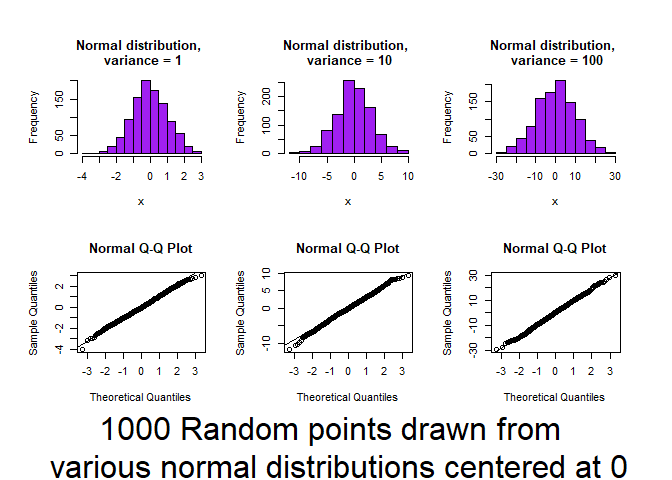 Normal distribution,
variance = 1
Normal distribution,
variance = 10
Normal distribution,
variance = 100
Frequency
0 50 150
-4 -2 0 1 2 3
x
Frequency
0 50 100 200
-10 -5 0 5 10
x
Frequency
0 50 150
-30 -10 0 10 30
x
Normal Q-Q Plot
Normal Q-Q Plot
Normal Q-Q Plot
Sample Quantiles
-4 -2 0 2
-3 -2 -1 0 1 2 3
Theoretical Quantiles
Sample Quantiles
-10 0 5 10
-3 -2 -1 0 1 2 3
Theoretical Quantiles
Sample Quantiles
-30 -10 10 30
-3 -2 -1 0 1 2 3
Theoretical Quantiles
1000 Random points drawn from
various normal distributions centered at 0